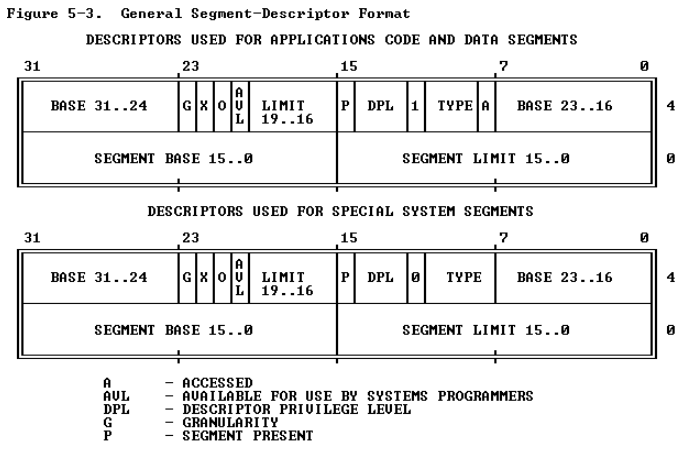 Figure 5-3.  General Segment-Descriptor Format
DESCRIPTORS USED FOR APPLICATIONS CODE AND DATA SEGMENTS
31 23 15 7 0
BASE 31..24 G X O AVL LIMIT 19..16 P DPL 1 TYPE A BASE 23..16 4
SEGMENT BASE 15..0 SEGMENT LIMIT 15..0 0
DESCRIPTORS USED FOR SPECIAL SYSTEM SEGMENTS
31 23 15 7 0
BASE 31..24 G X O AVL LIMIT 19..16 P DPL 0 TYPE BASE 23..16 4
SEGMENT BASE 15..0 SEGMENT LIMIT 15..0 0
A - ACCESSED
AVL - AVAILABLE FOR USE BY SYSTEMS PROGRAMMERS
DPL - DESCRIPTOR PRIVILEGE LEVEL
G - GRANULARITY
P - SEGMENT PRESENT